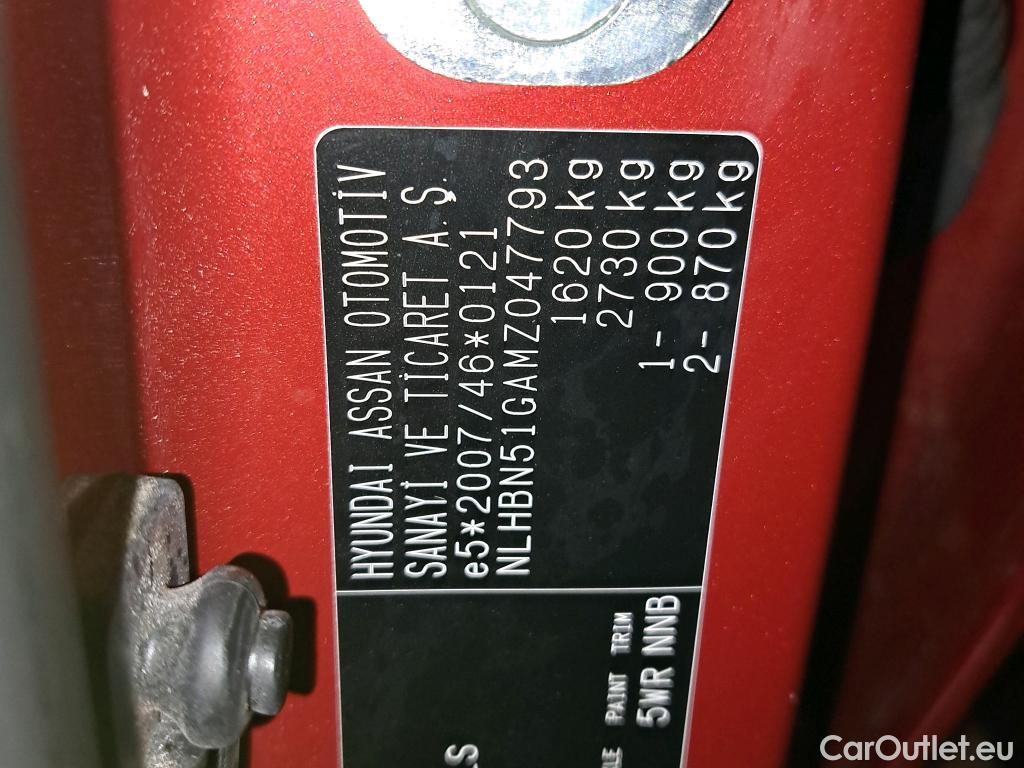 HYUNDAI ASSAN OTOMOTİV
SANAYİ VE TİCARET A.Ş.
e5*2007/46*0121
NLHBN51GAMZ047793
1620 kg
2730 kg
1- 900 kg
2- 870 kg
PAINT TRIM
5WR NNB
CarOutlet.eu